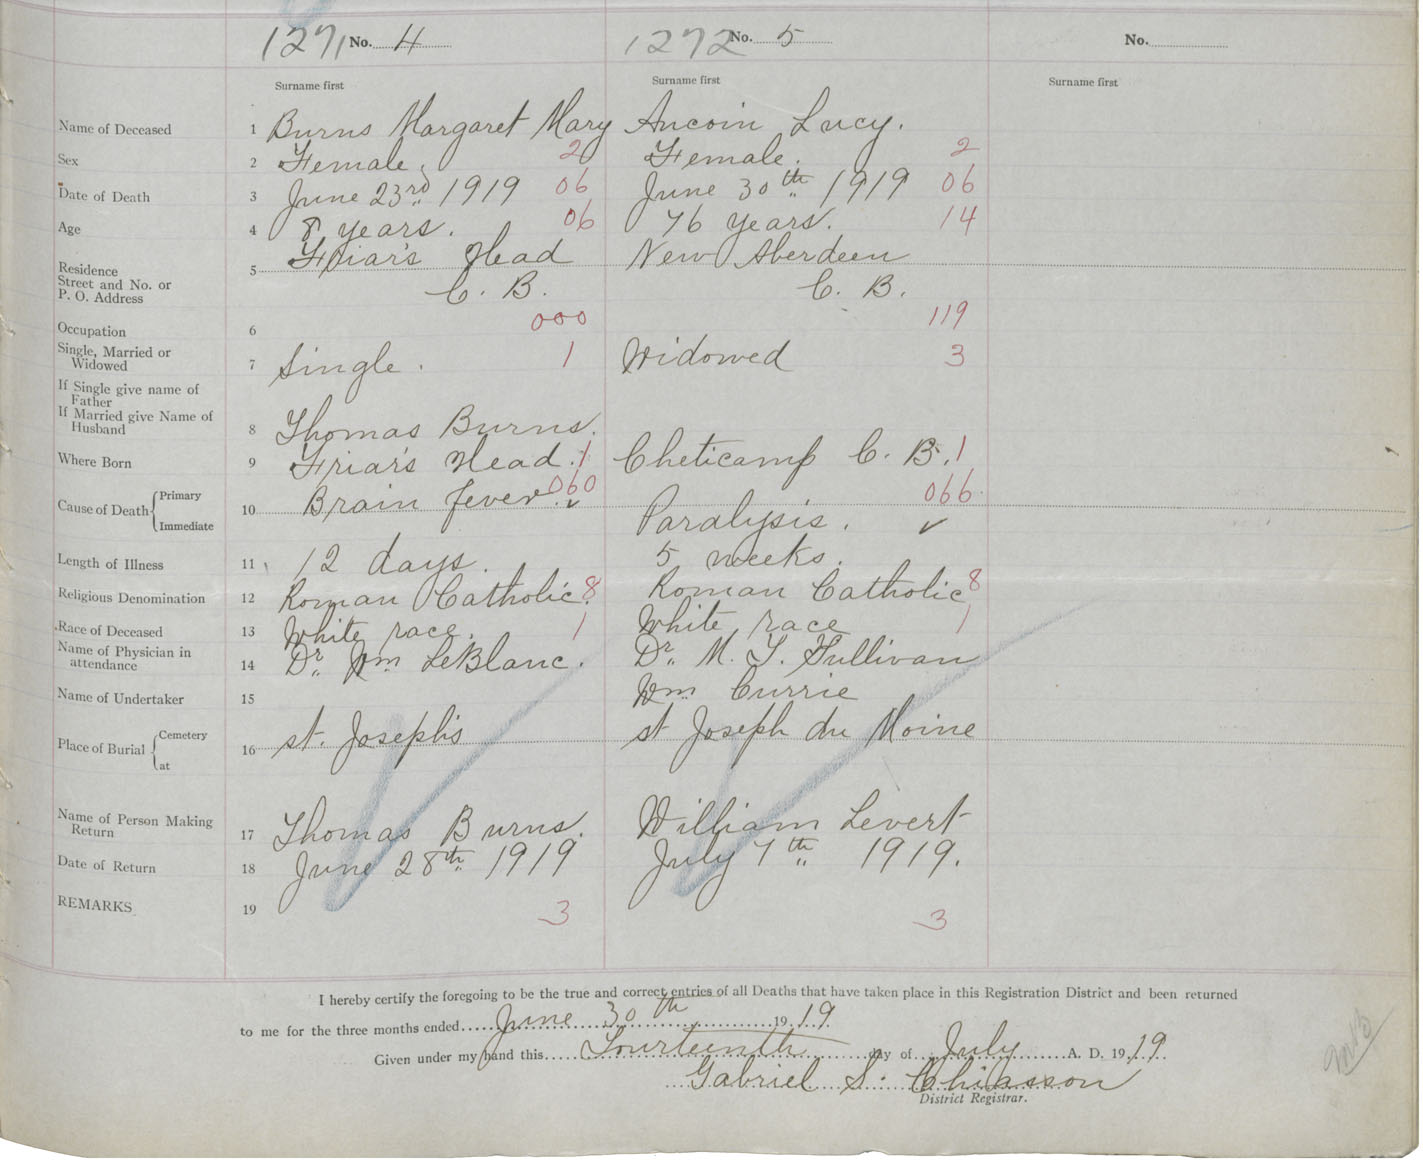 1271 No. 4 1272 No. 5 No.
Surname first Surname first Surname first
Name of Deceased 1 Burns Margaret Mary Aucoin Lucy.
Sex 2 Female. 2 Female. 2
Date of Death 3 June 23rd 1919 06 June 30th 1919 06
Age 4 8 years. 06 76 years. 14
Residence
Street and No. or
P. O. Address
5 Friar's Head New Aberdeen
C. B. C. B.
Occupation 6 000 119
Single, Married or
Widowed 7 Single. 1 Widowed 3
If Single give name of
Father
If Married give Name of
Husband 8 Thomas Burns.
Where Born 9 Friar's Head. 1 Cheticamp C. B. 1
Cause of Death { Primary
Immediate
10 Brain fever. 060 Paralysis. 066
Length of Illness 11 12 days. 5 weeks.
Religious Denomination 12 Roman Catholic. 8 Roman Catholic 8
Race of Deceased 13 White race. 1 White race 1
Name of Physician in
attendance 14 Dr. Wm LeBlanc. Dr. M. T. Sullivan
Name of Undertaker 15 Wm Currie
Place of Burial { Cemetery
at
16 St. Joseph's St Joseph du Moine
Name of Person Making
Return 17 Thomas Burns. William Levert
Date of Return 18 June 28th 1919 July 7th 1919.
REMARKS 19 3 3
I hereby certify the foregoing to be the true and correct entries of all Deaths that have taken place in this Registration District and been returned
to me for the three months ended June 30th 1919
Given under my hand this Fourteenth day of July A. D. 1919
Gabriel S. Chiasson
District Registrar.